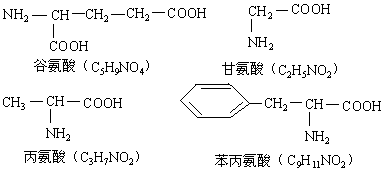 NH₂—CH—CH₂—CH₂—COOH
COOH
谷氨酸（C₅H₉NO₄）
CH₂—COOH
NH₂
甘氨酸（C₂H₅NO₂）
CH₃—CH—COOH
NH₂
丙氨酸（C₃H₇NO₂）
CH₂—CH—COOH
NH₂
苯丙氨酸（C₉H₁₁NO₂）